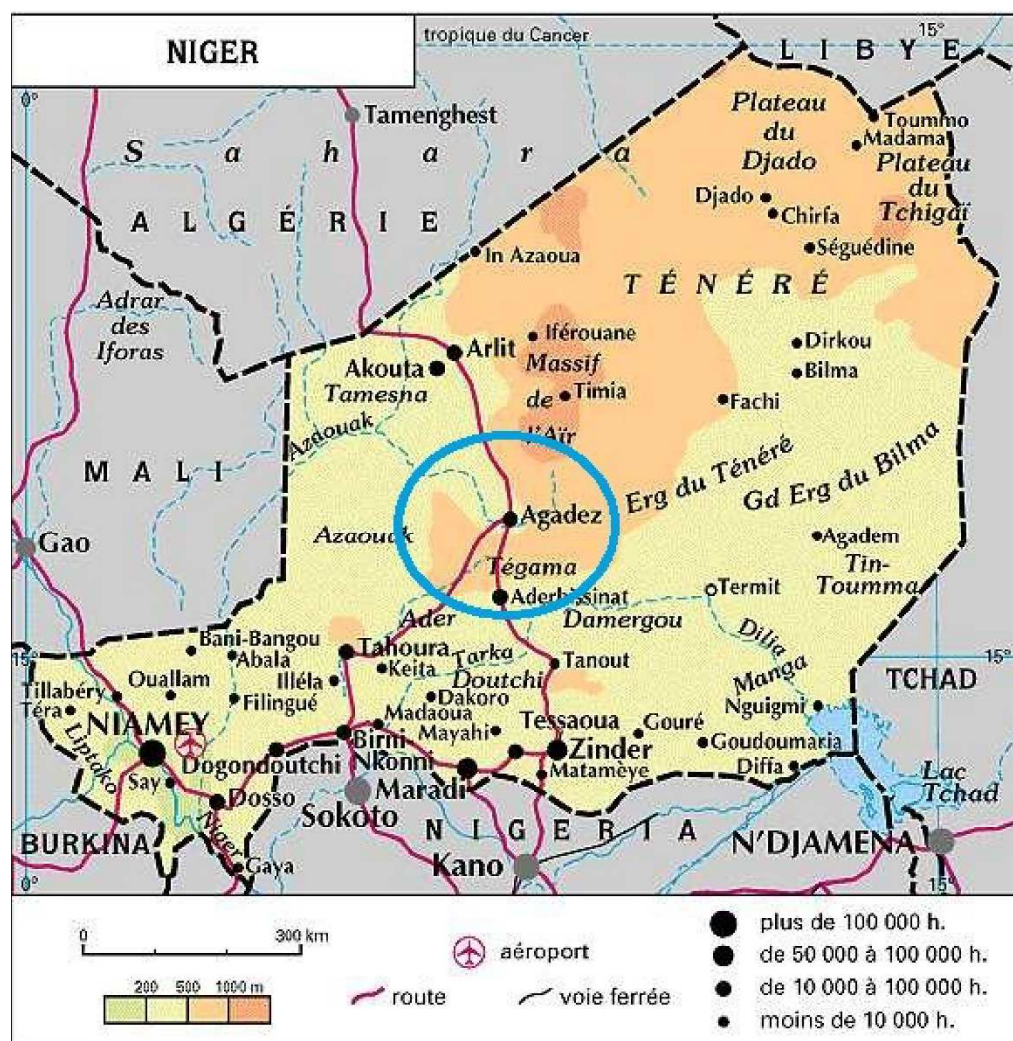 NIGER
tropique du Cancer
15°
LIBYE
0°
Tamenghest
Plateau
du
Djado
Toummo
Madama
Plateau
du
Tchigaï
Sahara
Djado
Chirfa
ALGÉRIE
Séguédine
In Azaoua
TÉNÉRÉ
Adrar
des
Iforas
Iférouane
Dirkou
Arlit
Massif
de
l'Aïr
Akouta
Bilma
Tamesna
Timia
Fachi
Azaouak
MALI
Erg du Ténéré
Gd Erg du Bilma
Agadez
Azaouak
Gao
Agadem
Tin-
Toumma
Tégama
Termit
Aderbissinat
Ader
Damergou
Dilia
Bani-Bangou
Tahoura
Tarka
15°
Abala
Keita
Tanout
15°
Doutchi
Manga
TCHAD
Ouallam
Illéla
Tillabéry
Filingué
Dakoro
Téra
Nguigmi
NIAMEY
Madaoua
Tessaoua
Gouré
Mayahi
Liptako
Birni
Nkonni
Zinder
Goudoumaria
Dogondoutchi
Matamèye
Diffa
Say
Maradi
Lac
Tchad
Dosso
Sokoto
BURKINA
Niger
NIGERIA
N'DJAMENA
Kano
Gaya
0°
15°
0 300 km
aéroport
plus de 100 000 h.
de 50 000 à 100 000 h.
200 500 1000 m
route
voie ferrée
de 10 000 à 100 000 h.
moins de 10 000 h.